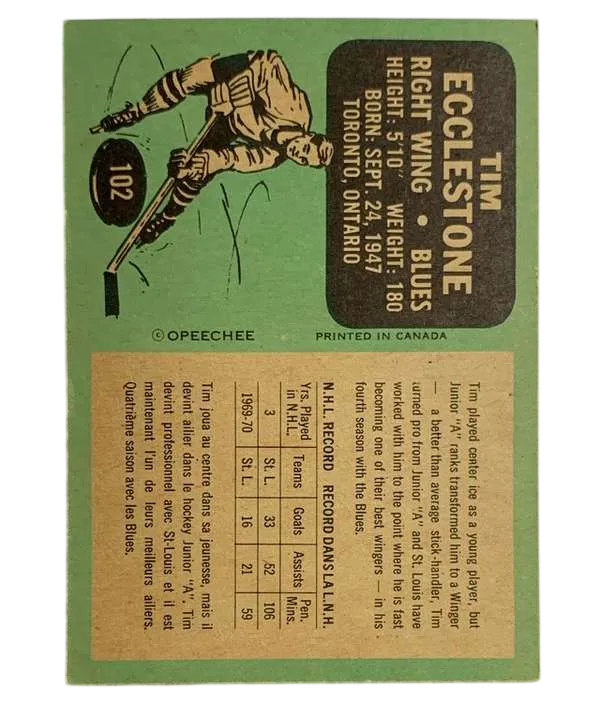 TIM
ECCLESTONE
RIGHT WING • BLUES
HEIGHT: 5'10" WEIGHT: 180
BORN: SEPT. 24, 1947
TORONTO, ONTARIO
102
© OPEECHEE
PRINTED IN CANADA
Tim played center ice as a young player, but
Junior "A" ranks transformed him to a Winger
— a better than average stick-handler, Tim
turned pro from Junior "A" and St. Louis have
worked with him to the point where he is fast
becoming one of their best wingers — in his
fourth season with the Blues.
N.H.L. RECORD RECORD DANS LA L.N.H.
Yrs. Played in N.H.L. Teams Goals Assists Pen. Mins.
3 St. L. 33 52 106
1969-70 St. L. 16 21 59
Tim joua au centre dans sa jeunesse, mais il
devint ailier dans le hockey Junior "A". Tim
devint professionnel avec St-Louis et il est
maintenant l'un de leurs meilleurs ailiers.
Quatrième saison avec les Blues.